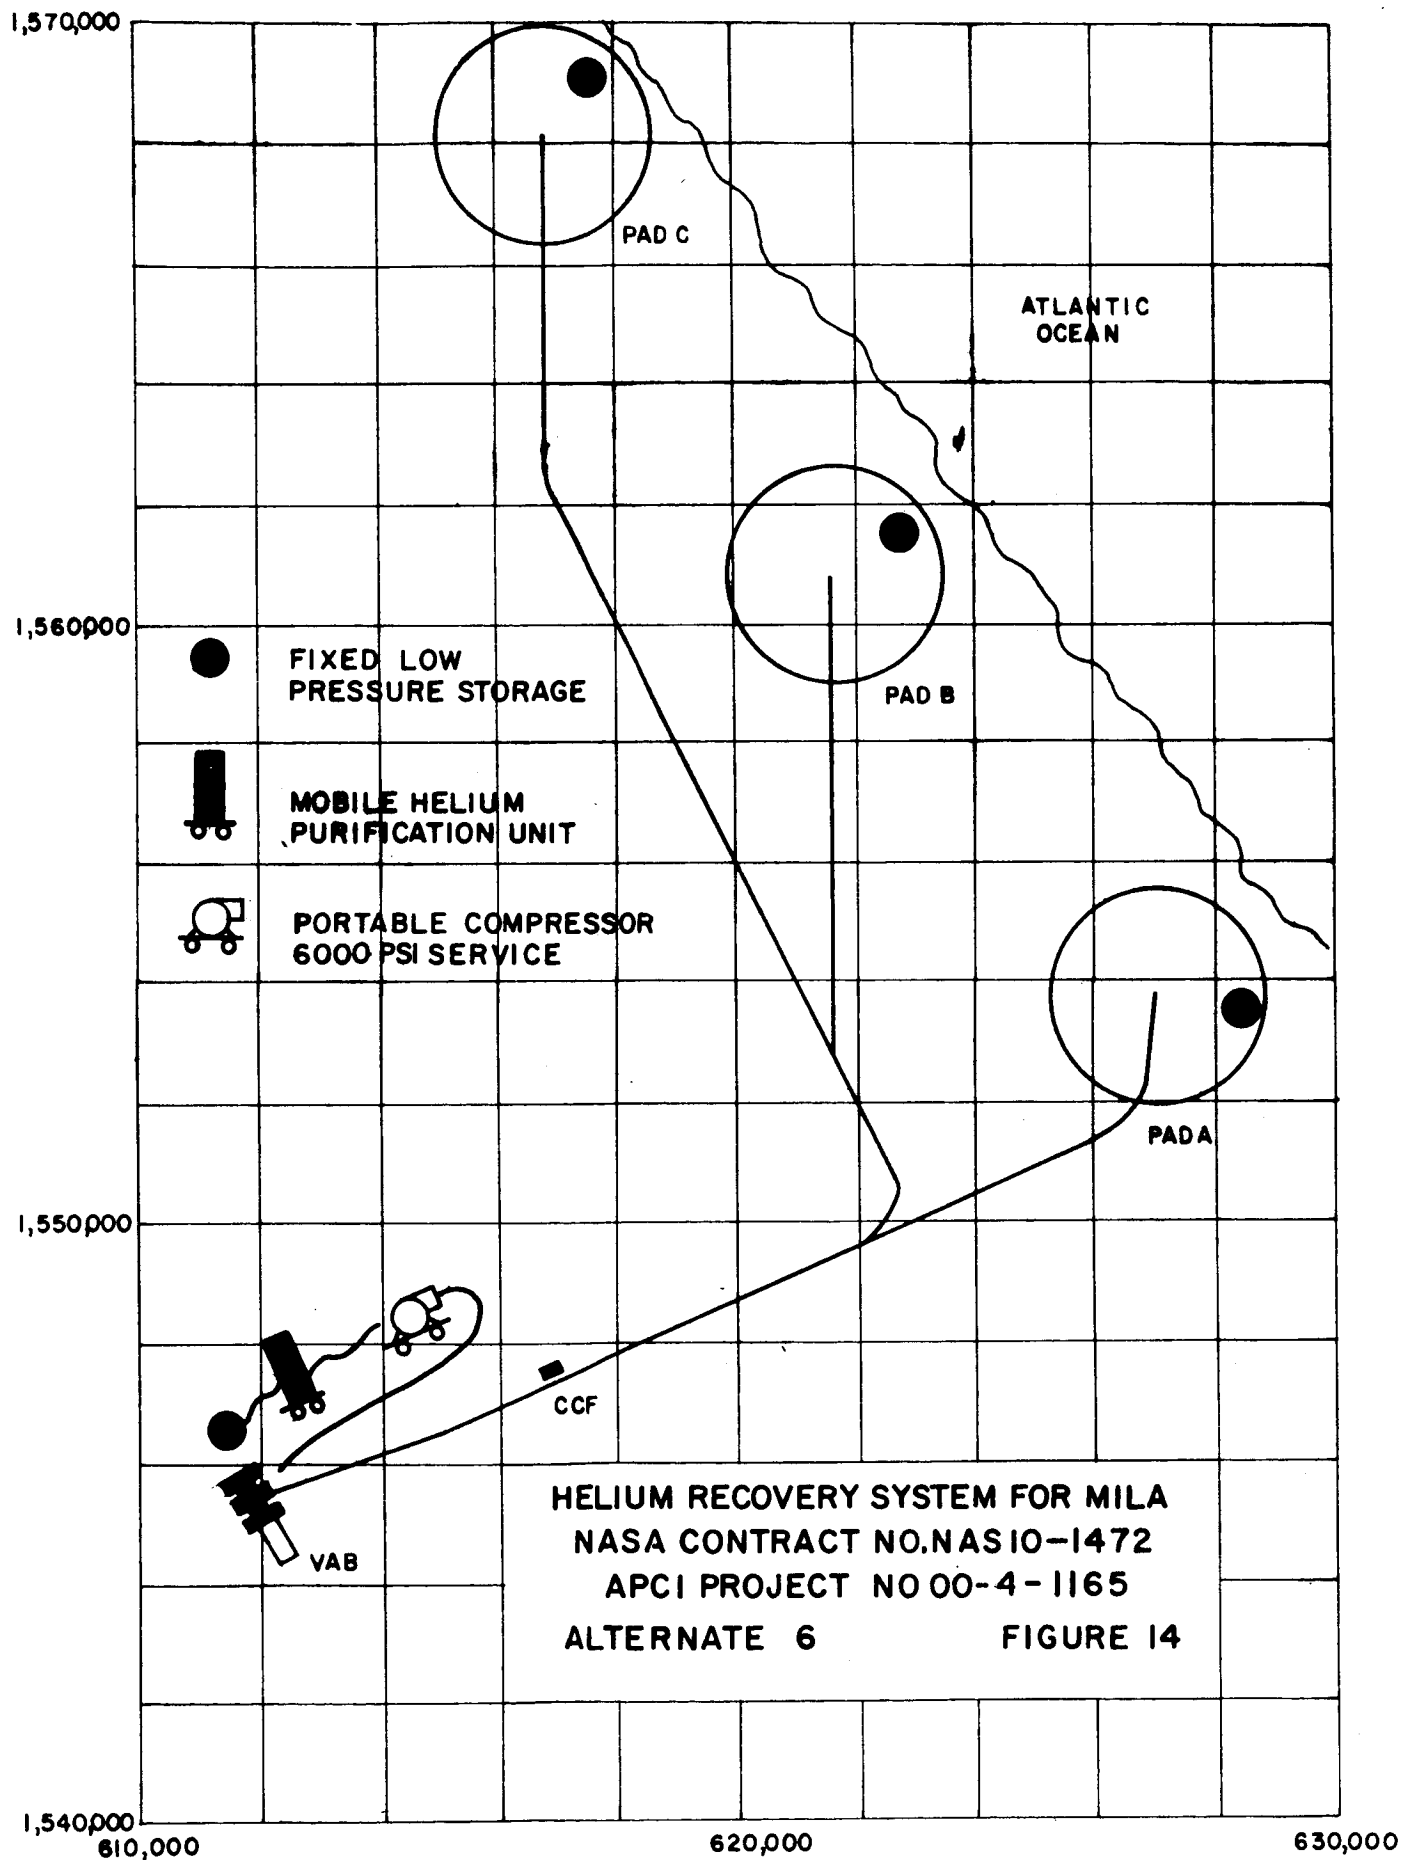 1,570,000
PAD C
ATLANTIC
OCEAN
1,560,000
FIXED LOW
PRESSURE STORAGE
PAD B
MOBILE HELIUM
PURIFICATION UNIT
PORTABLE COMPRESSOR
6000 PSI SERVICE
PAD A
1,550,000
CCF
VAB
HELIUM RECOVERY SYSTEM FOR MILA
NASA CONTRACT NO. NAS10-1472
APCI PROJECT NO 00-4-1165
ALTERNATE 6 FIGURE 14
1,540,000
610,000 620,000 630,000